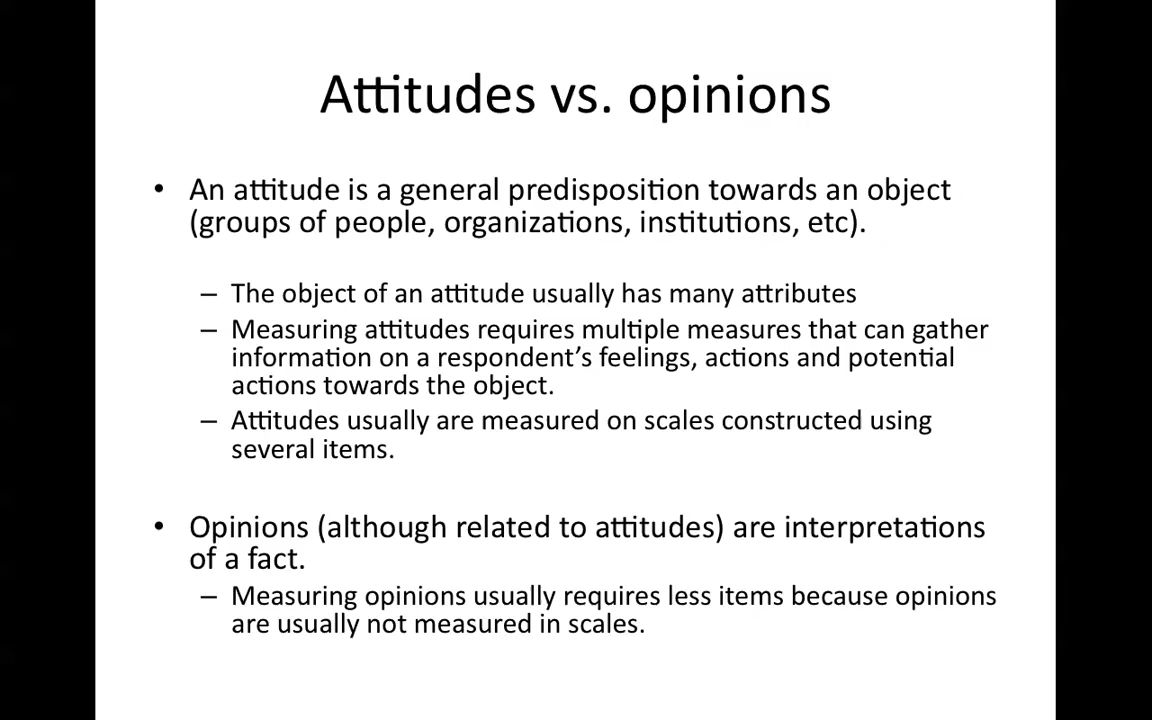 Attitudes vs. opinions
• An attitude is a general predisposition towards an object
(groups of people, organizations, institutions, etc).
– The object of an attitude usually has many attributes
– Measuring attitudes requires multiple measures that can gather
information on a respondent’s feelings, actions and potential
actions towards the object.
– Attitudes usually are measured on scales constructed using
several items.
• Opinions (although related to attitudes) are interpretations
of a fact.
– Measuring opinions usually requires less items because opinions
are usually not measured in scales.